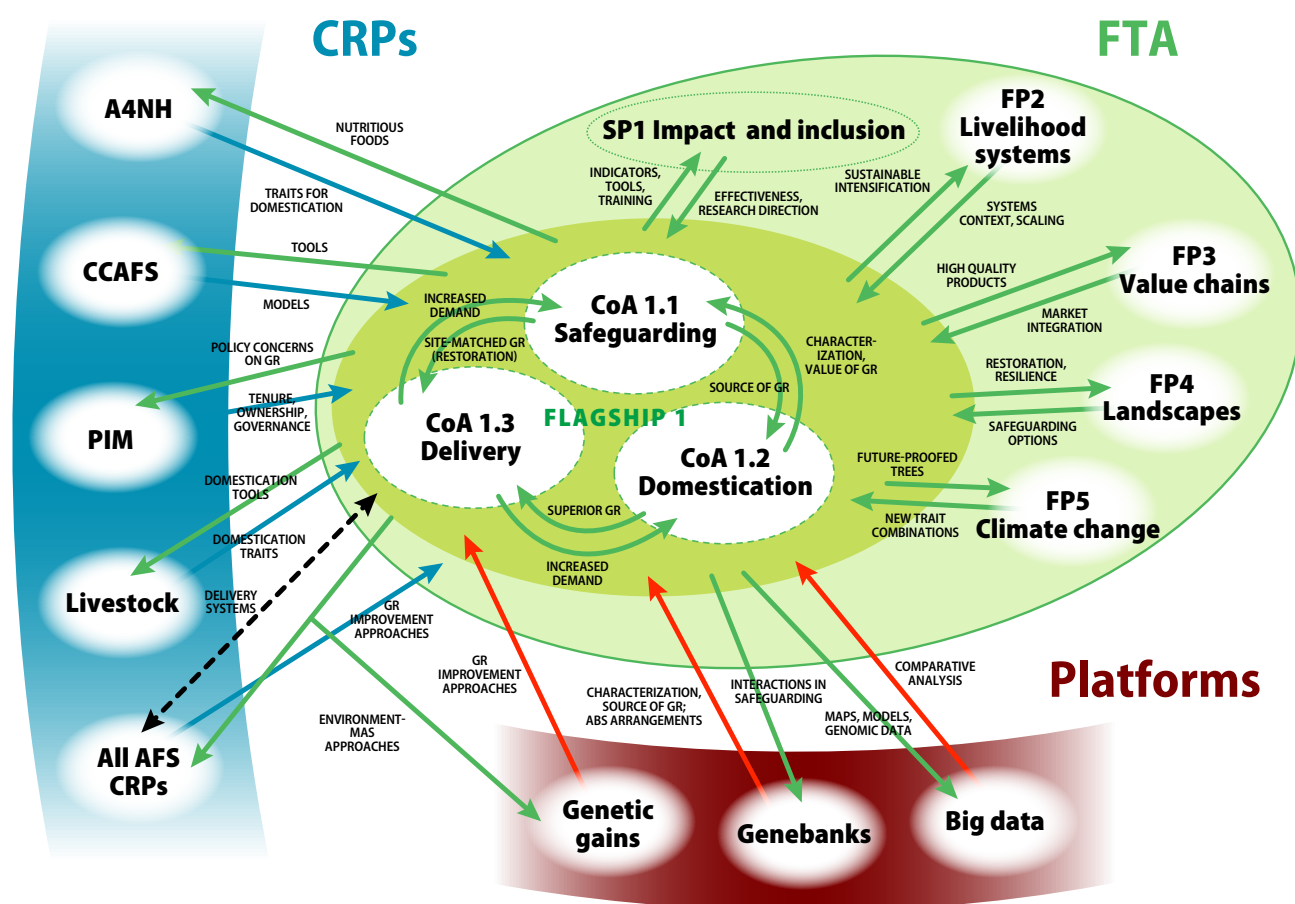 CRPs
FTA
A4NH
NUTRITIOUS
FOODS
TRAITS FOR
DOMESTICATION
CCAFS
TOOLS
MODELS
POLICY CONCERNS
ON GR
PIM
TENURE,
OWNERSHIP,
GOVERNANCE
DOMESTICATION
TOOLS
DOMESTICATION
TRAITS
Livestock
DELIVERY
SYSTEMS
GR
IMPROVEMENT
APPROACHES
All AFS
CRPs
ENVIRONMENT-
MAS
APPROACHES
SP1 Impact and inclusion
INDICATORS,
TOOLS,
TRAINING
EFFECTIVENESS,
RESEARCH DIRECTION
FP2
Livelihood
systems
SUSTAINABLE
INTENSIFICATION
SYSTEMS
CONTEXT, SCALING
FP3
Value chains
HIGH QUALITY
PRODUCTS
MARKET
INTEGRATION
FP4
Landscapes
RESTORATION,
RESILIENCE
SAFEGUARDING
OPTIONS
FP5
Climate change
FUTURE-PROOFED
TREES
NEW TRAIT
COMBINATIONS
INCREASED
DEMAND
SITE-MATCHED GR
(RESTORATION)
CoA 1.1
Safeguarding
CHARACTER-
IZATION,
VALUE OF GR
SOURCE OF GR
FLAGSHIP 1
CoA 1.3
Delivery
CoA 1.2
Domestication
SUPERIOR GR
INCREASED
DEMAND
GR
IMPROVEMENT
APPROACHES
CHARACTERIZATION,
SOURCE OF GR;
ABS ARRANGEMENTS
INTERACTIONS IN
SAFEGUARDING
MAPS, MODELS,
GENOMIC DATA
COMPARATIVE
ANALYSIS
Platforms
Genetic
gains
Genebanks
Big data